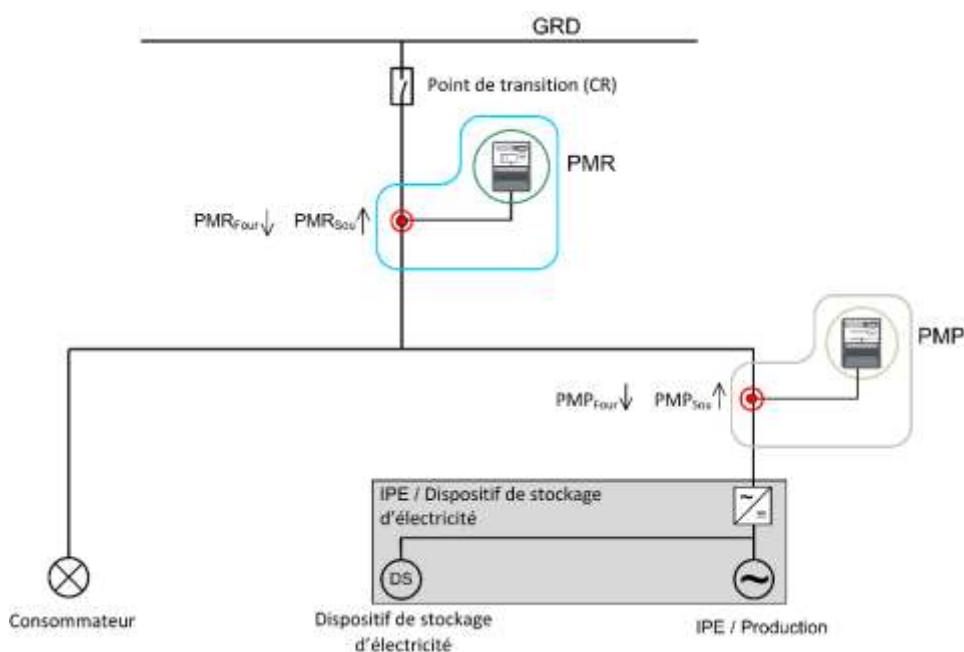 GRD
Point de transition (CR)
PMR
PMRFour↓ PMRSou↑
PMP
PMPFour↓ PMPSou↑
IPE / Dispositif de stockage
d'électricité
DS
Consommateur
Dispositif de stockage
d'électricité
IPE / Production